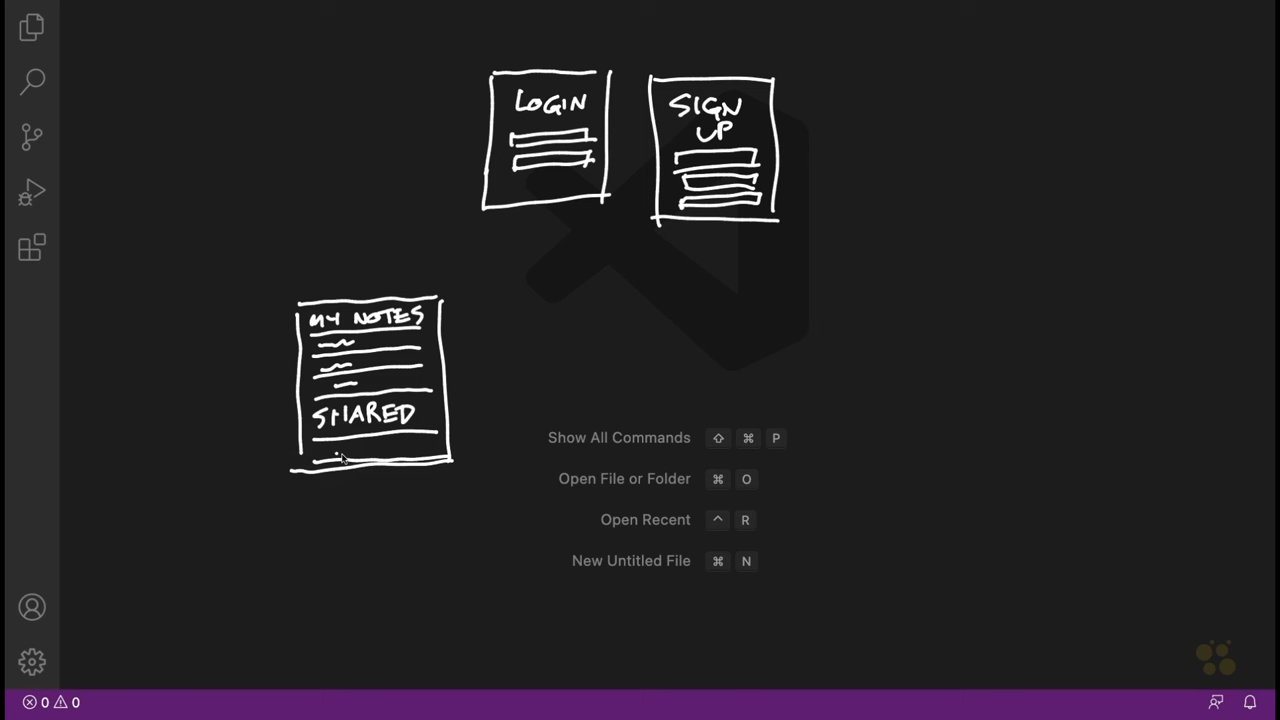 LOGIN
SIGN
UP
MY NOTES
SHARED
Show All Commands ⇧ ⌘ P
Open File or Folder ⌘ O
Open Recent ^ R
New Untitled File ⌘ N
0 0